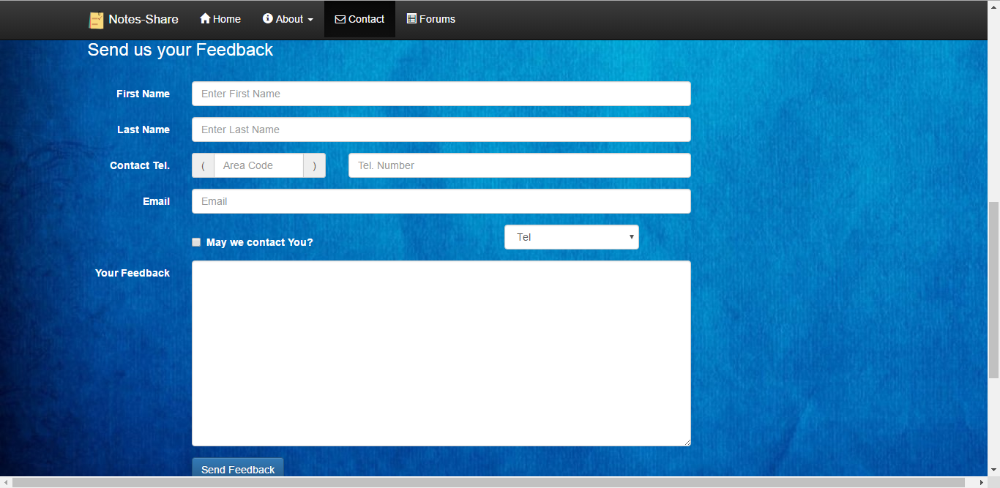 Notes-Share Home About Contact Forums
Send us your Feedback
First Name Enter First Name
Last Name Enter Last Name
Contact Tel. ( Area Code ) Tel. Number
Email Email
May we contact You? Tel
Your Feedback
Send Feedback